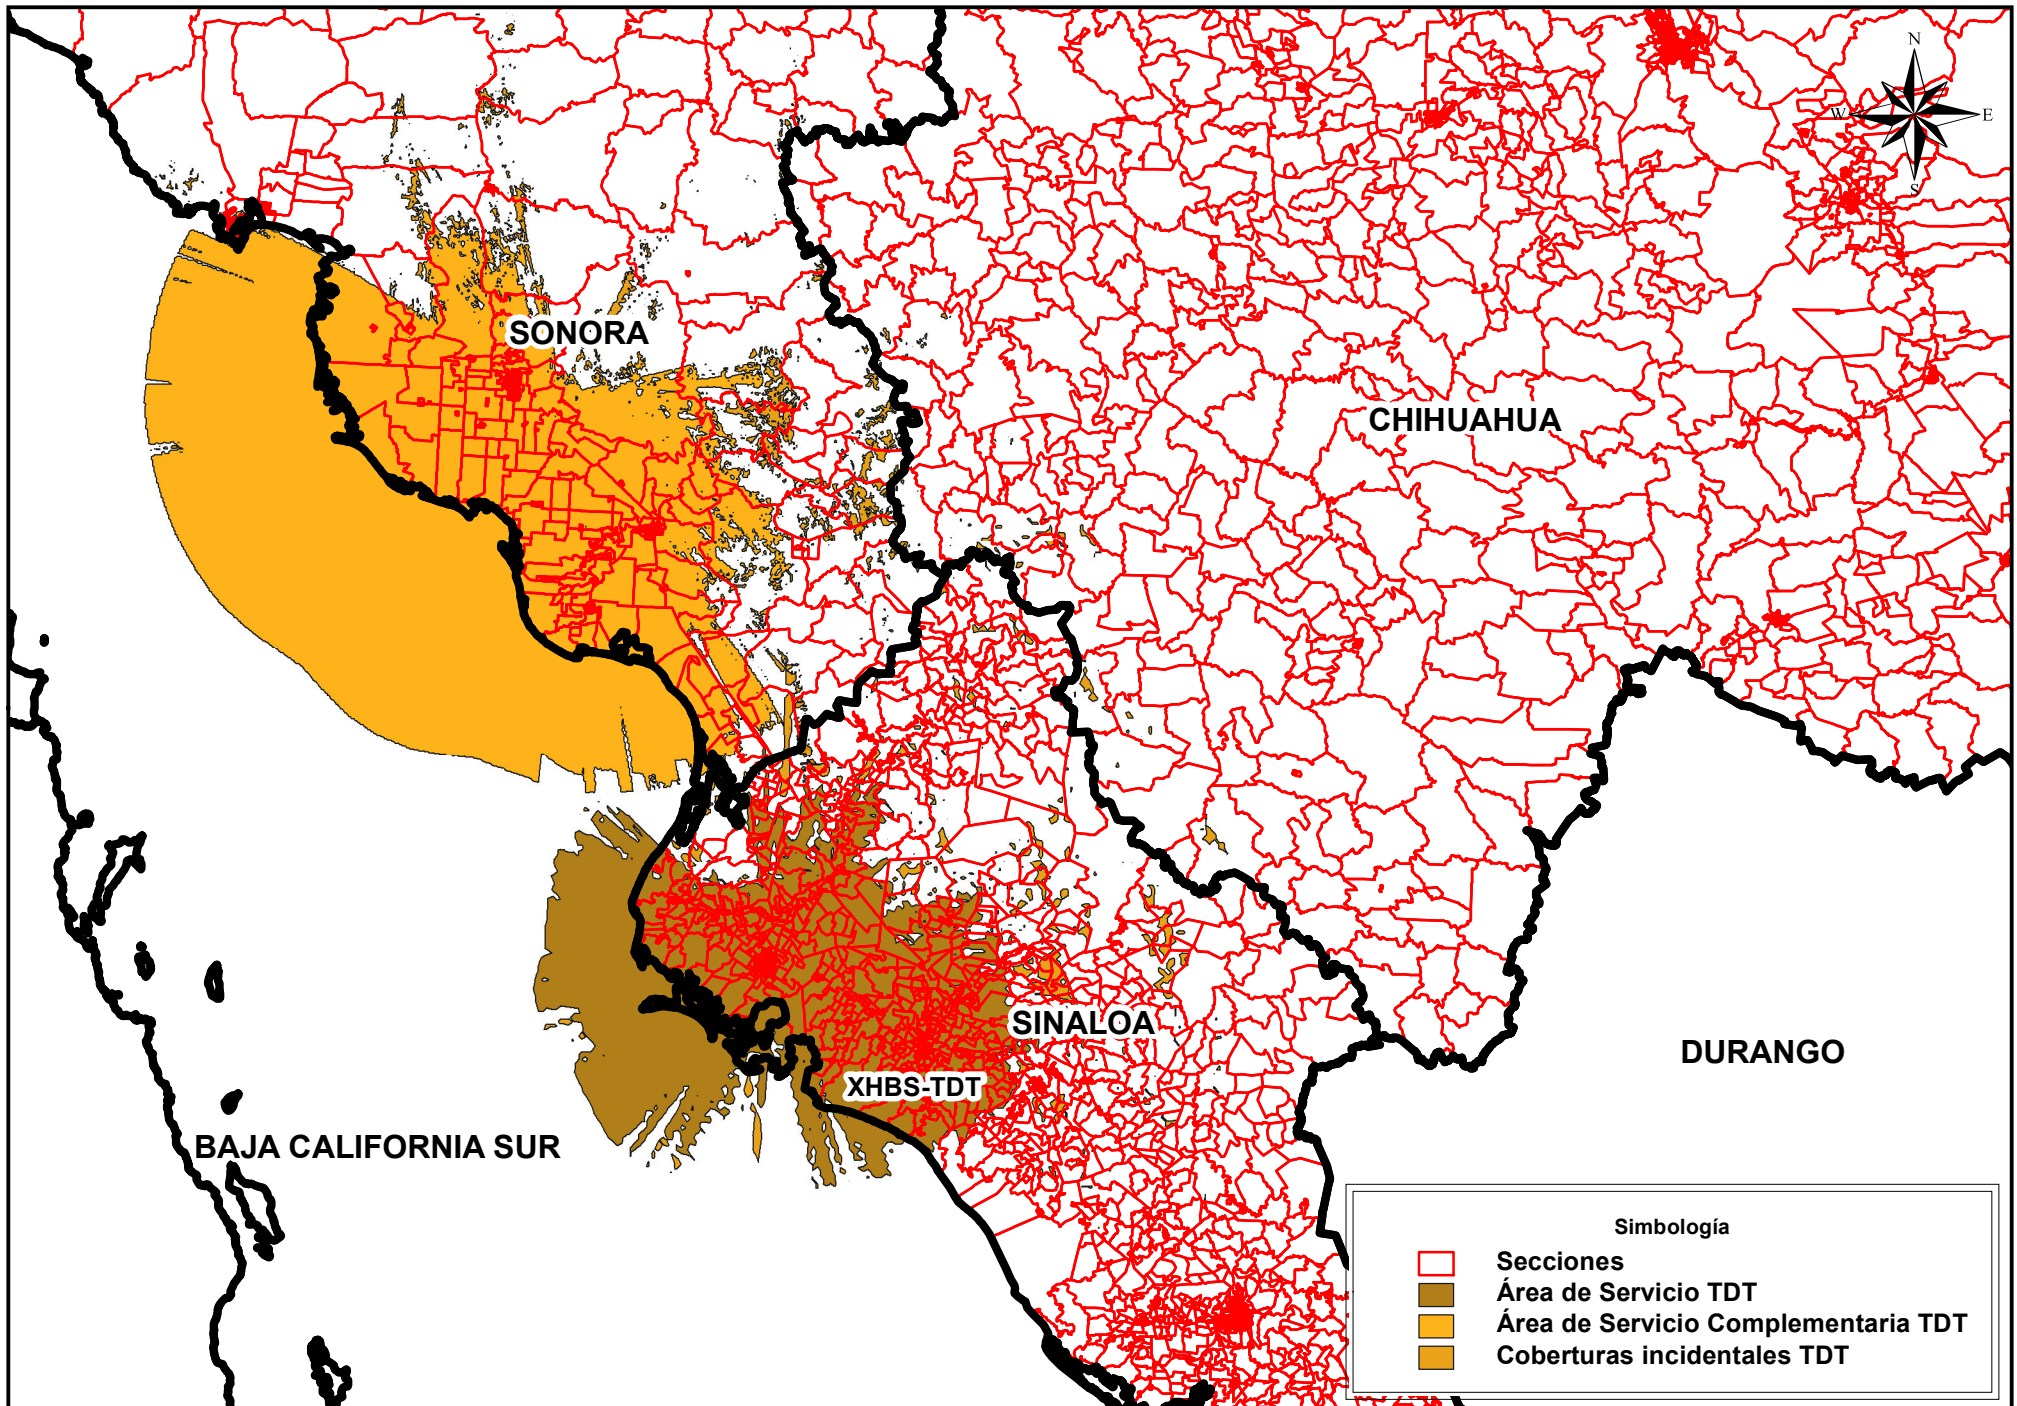 N
W E
S
SONORA
CHIHUAHUA
SINALOA
DURANGO
XHBS-TDT
BAJA CALIFORNIA SUR
Simbología
Secciones
Área de Servicio TDT
Área de Servicio Complementaria TDT
Coberturas incidentales TDT